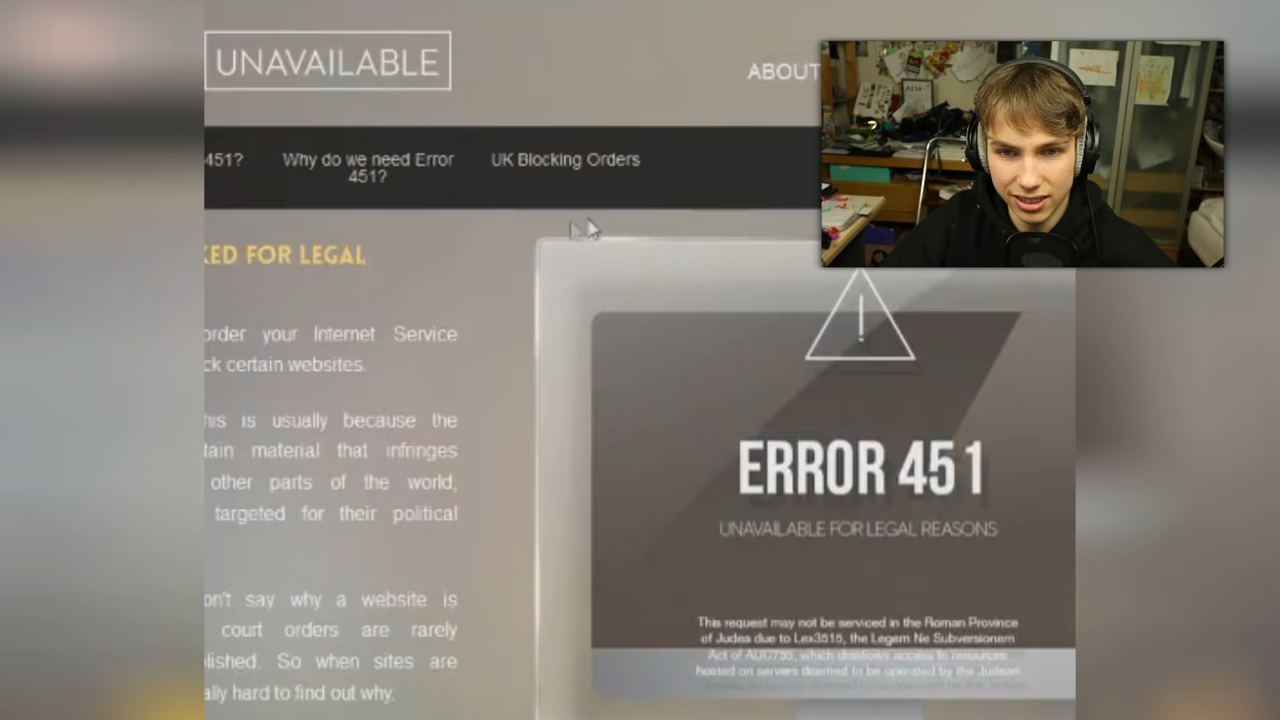 UNAVAILABLE
ABOUT
451?
Why do we need Error
451?
UK Blocking Orders
KED FOR LEGAL
order your Internet Service
ck certain websites.
his is usually because the
tain material that infringes
other parts of the world,
targeted for their political
on't say why a website is
court orders are rarely
lished. So when sites are
ally hard to find out why.
ERROR 451
UNAVAILABLE FOR LEGAL REASONS
This request may not be serviced in the Roman Province
of Judea due to Lex3515, the Legem Ne Subversionem
Act of AUC755, which disallows access to resources
hosted on servers deemed to be operated by the Judean